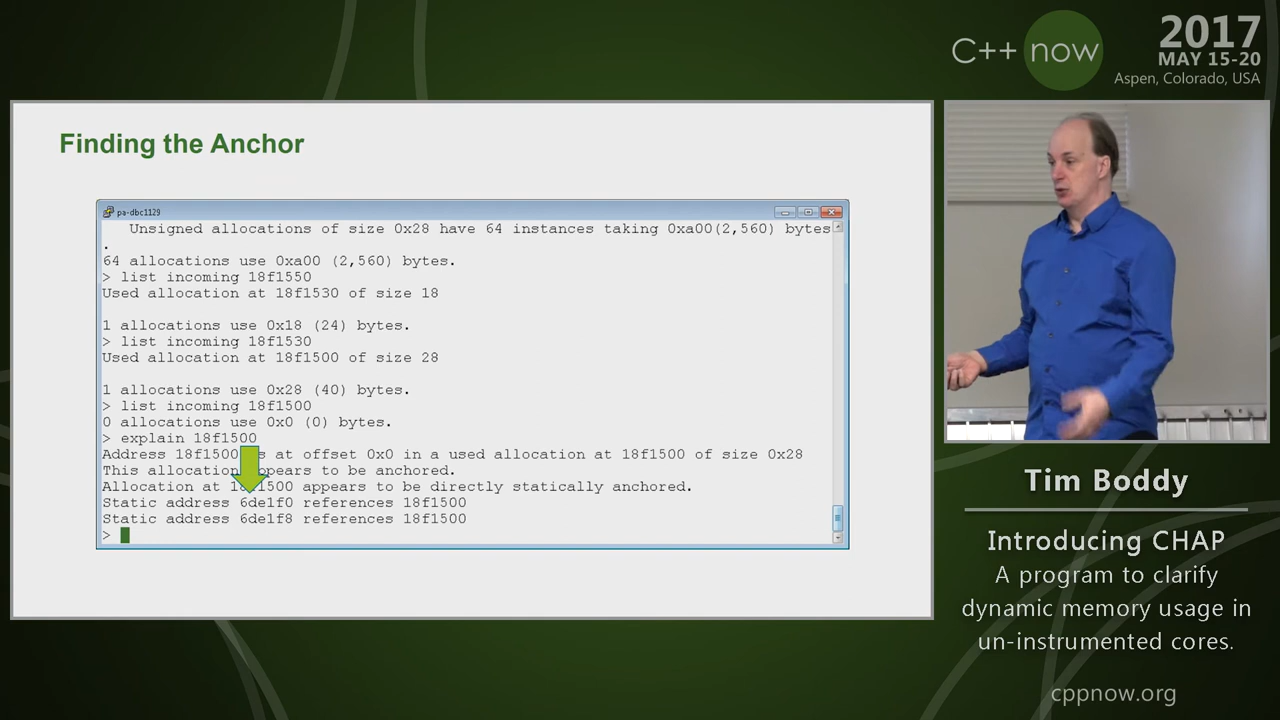 C++ now
2017
MAY 15-20
Aspen, Colorado, USA
Finding the Anchor
pa-dbc1129
Unsigned allocations of size 0x28 have 64 instances taking 0xa00(2,560) bytes
.
64 allocations use 0xa00 (2,560) bytes.
> list incoming 18f1550
Used allocation at 18f1530 of size 18
1 allocations use 0x18 (24) bytes.
> list incoming 18f1530
Used allocation at 18f1500 of size 28
1 allocations use 0x28 (40) bytes.
> list incoming 18f1500
0 allocations use 0x0 (0) bytes.
> explain 18f1500
Address 18f1500 is at offset 0x0 in a used allocation at 18f1500 of size 0x28
This allocation appears to be anchored.
Allocation at 18f1500 appears to be directly statically anchored.
Static address 6de1f0 references 18f1500
Static address 6de1f8 references 18f1500
>
Tim Boddy
Introducing CHAP
A program to clarify
dynamic memory usage in
un-instrumented cores.
cppnow.org